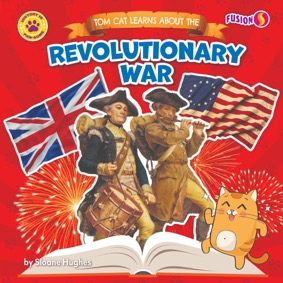 TOM CAT LEARNS ABOUT THE
FUSION
REVOLUTIONARY
WAR
by Sloane Hughes